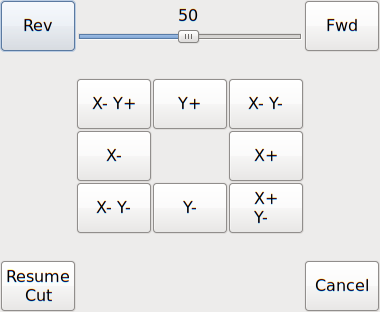 Rev
50
Fwd
X- Y+
Y+
X- Y-
X-
X+
X- Y-
Y-
X+
Y-
Resume
Cut
Cancel